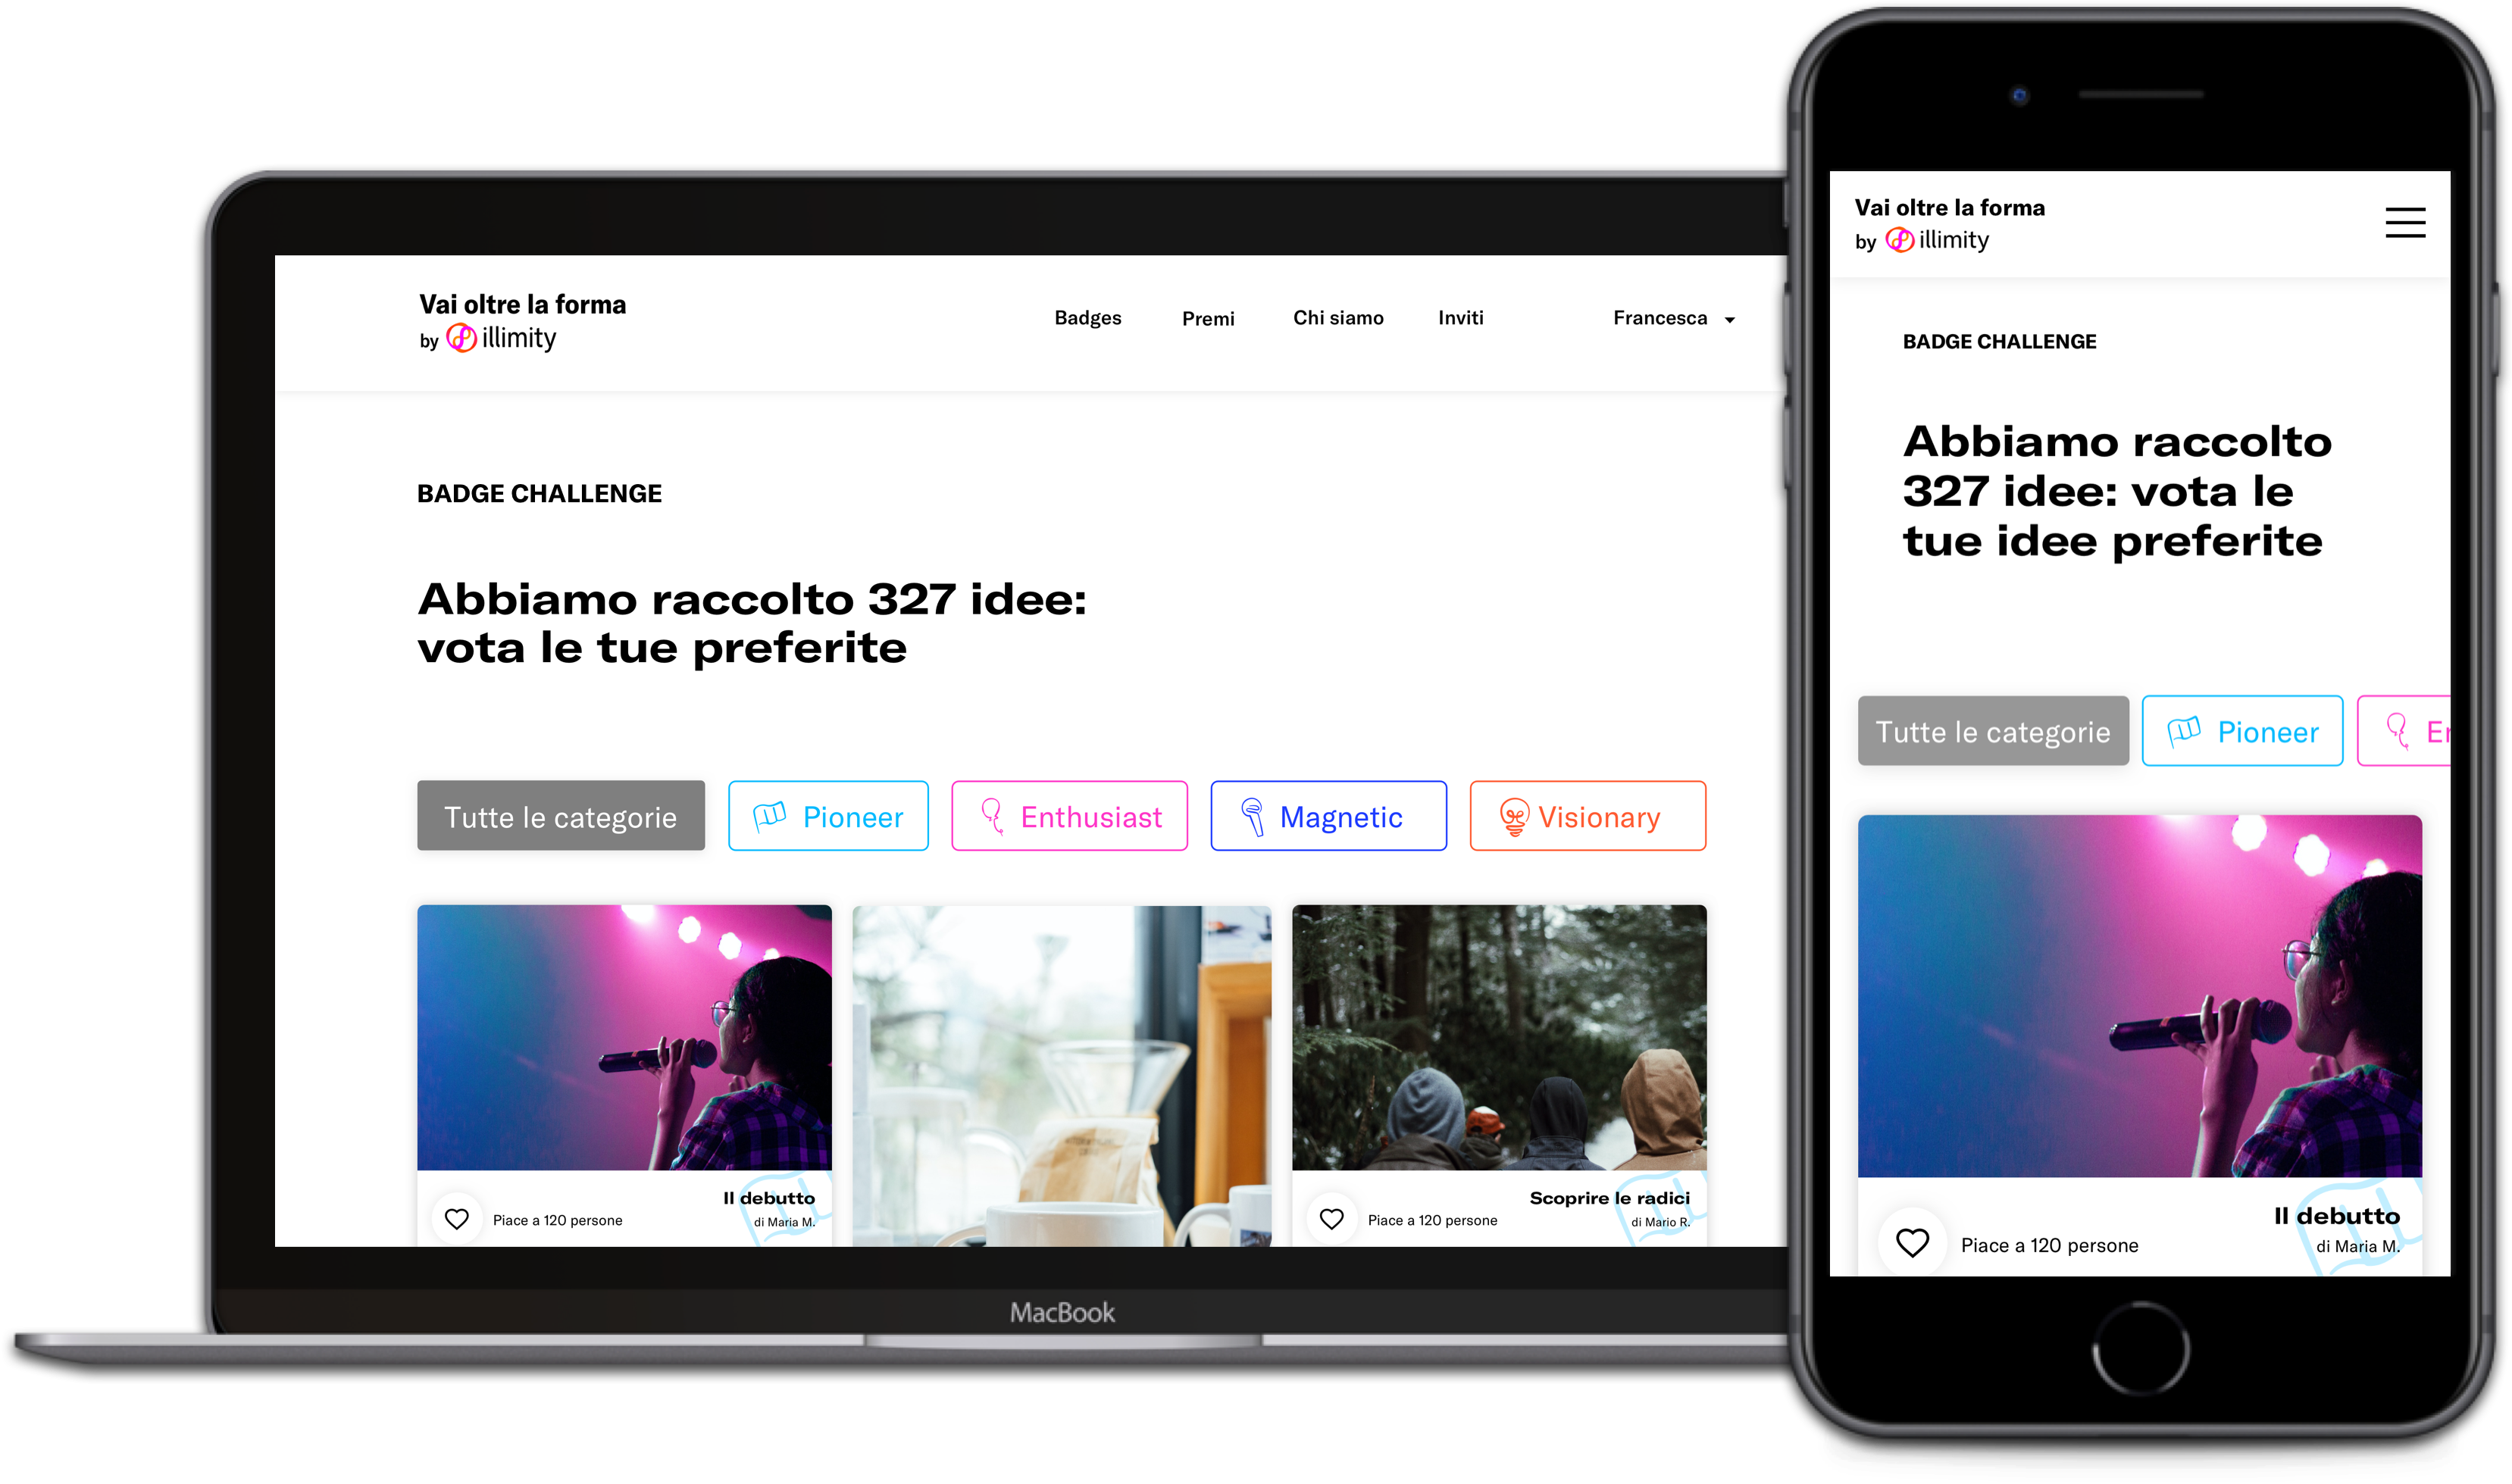 Vai oltre la forma
by illimity
Badges
Premi
Chi siamo
Inviti
Francesca
BADGE CHALLENGE
Abbiamo raccolto 327 idee:
vota le tue preferite
Tutte le categorie
Pioneer
Enthusiast
Magnetic
Visionary
Piace a 120 persone
Il debutto
di Maria M.
Piace a 120 persone
Scoprire le radici
di Mario R.
MacBook
Vai oltre la forma
by illimity
BADGE CHALLENGE
Abbiamo raccolto
327 idee: vota le
tue idee preferite
Tutte le categorie
Pioneer
Piace a 120 persone
Il debutto
di Maria M.